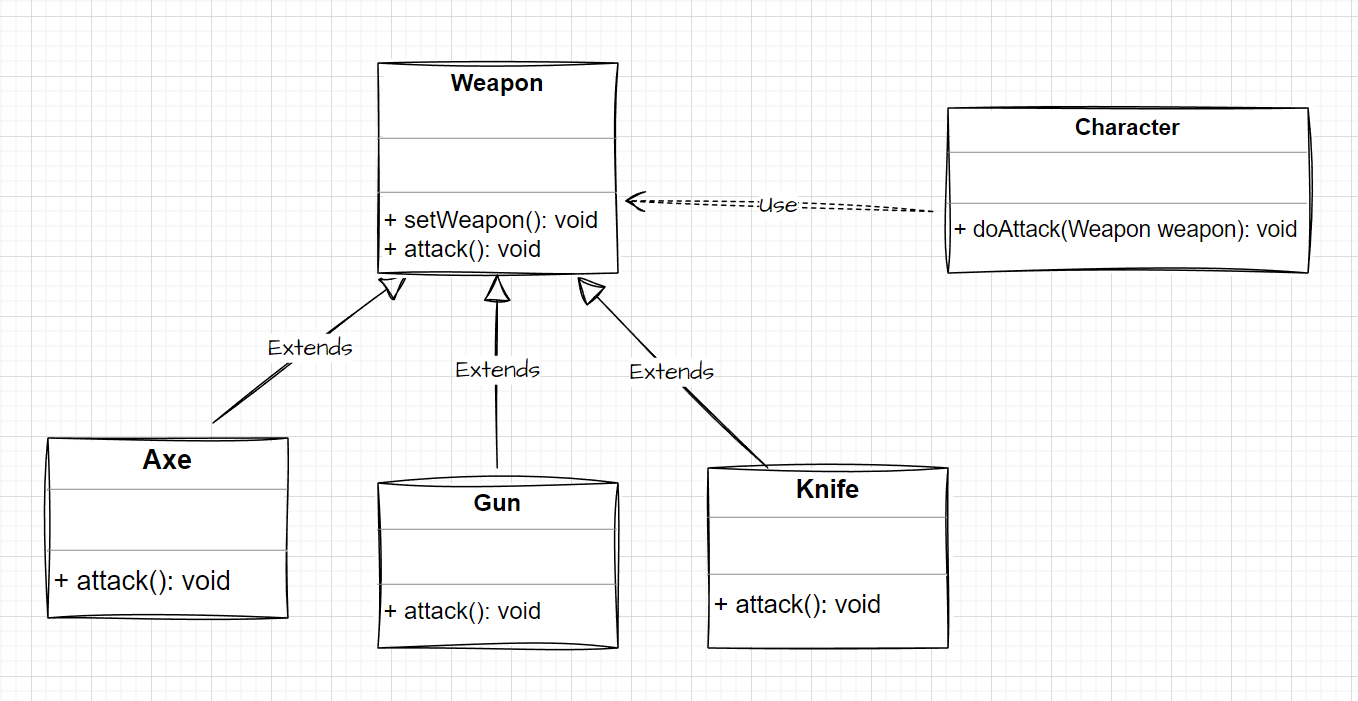 Weapon
+ setWeapon(): void
+ attack(): void
Character
+ doAttack(Weapon weapon): void
Use
Extends
Extends
Extends
Axe
+ attack(): void
Gun
+ attack(): void
Knife
+ attack(): void